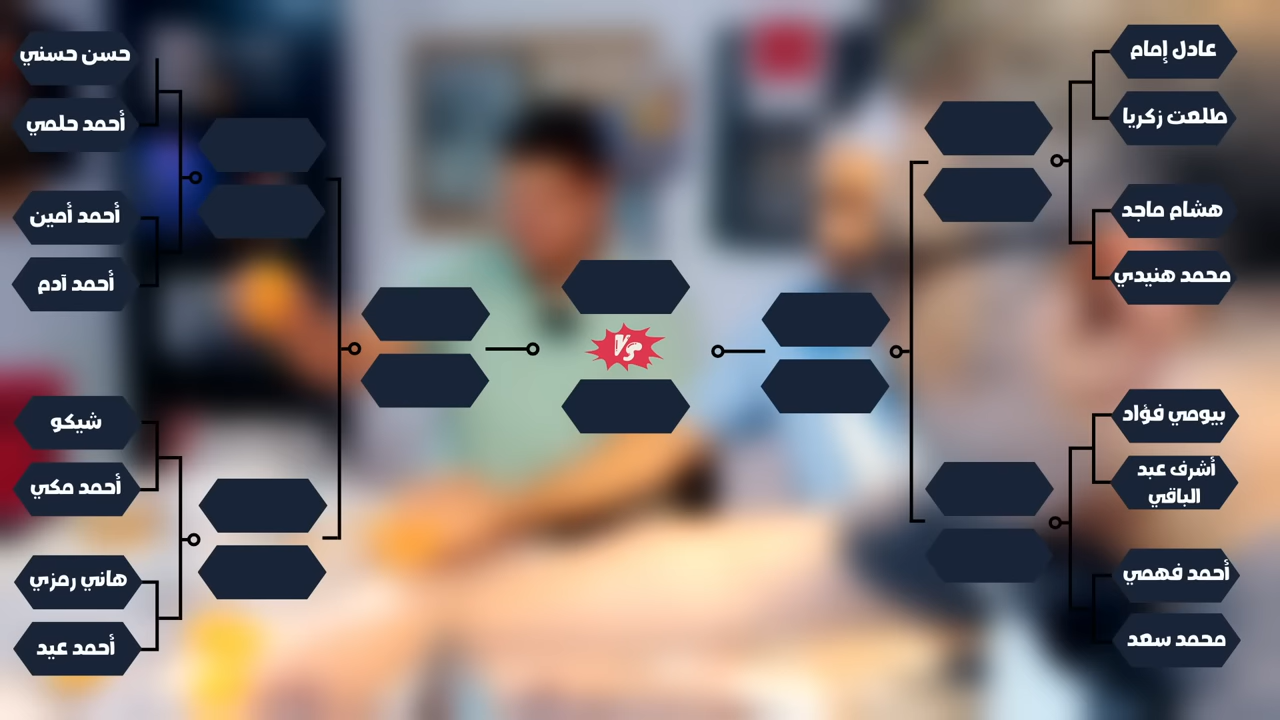 حسن حسني
أحمد حلمي
أحمد أمين
أحمد آدم
شيكو
أحمد مكي
هاني رمزي
أحمد عيد
VS
عادل إمام
طلعت زكريا
هشام ماجد
محمد هنيدي
بيومي فؤاد
أشرف عبد
الباقي
أحمد فهمي
محمد سعد